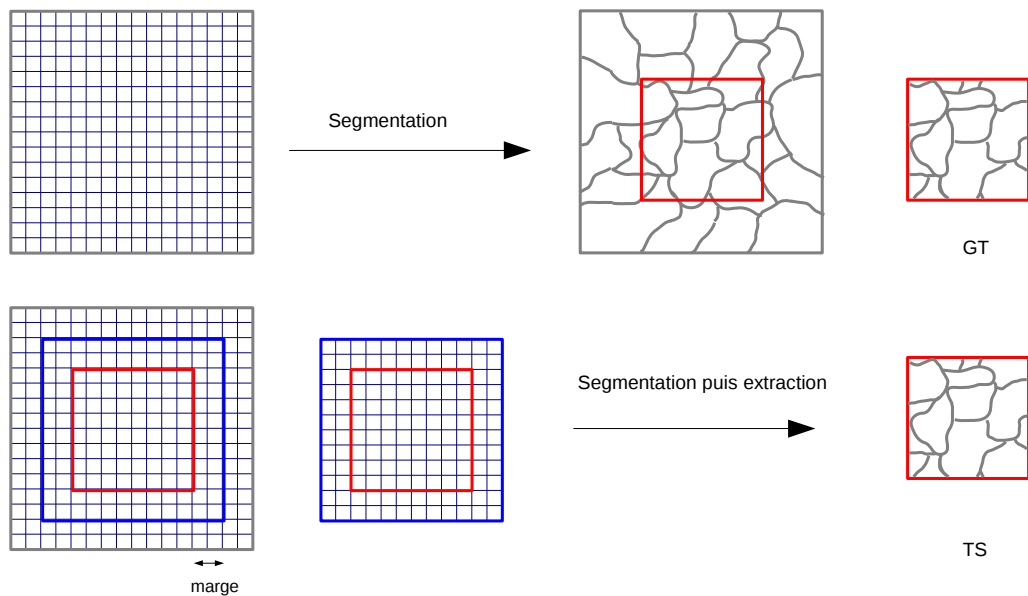 Segmentation
GT
Segmentation puis extraction
TS
marge